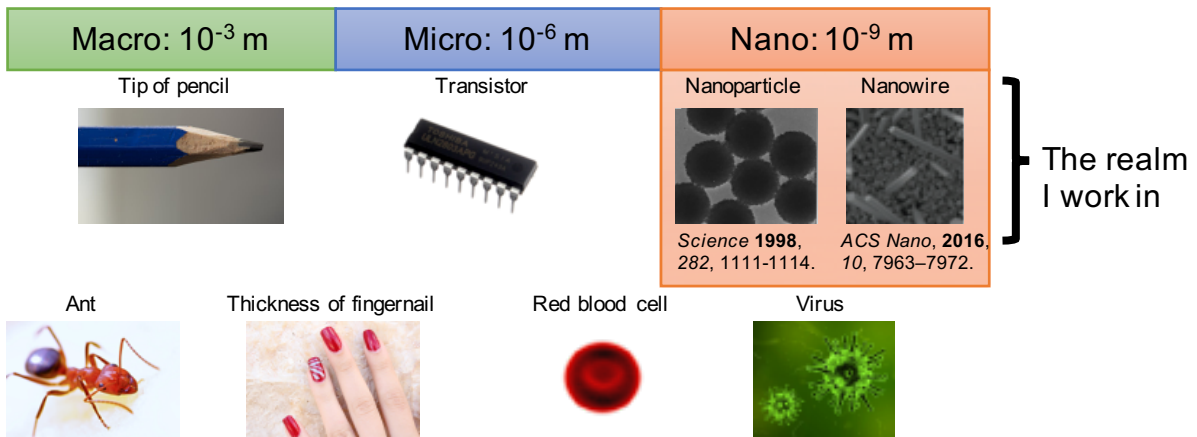 Macro: 10⁻³ m
Micro: 10⁻⁶ m
Nano: 10⁻⁹ m
Tip of pencil
Transistor
Nanoparticle
Nanowire
TOSHIBA
Science 1998,
282, 1111-1114.
ACS Nano, 2016,
10, 7963–7972.
The realm
I work in
Ant
Thickness of fingernail
Red blood cell
Virus